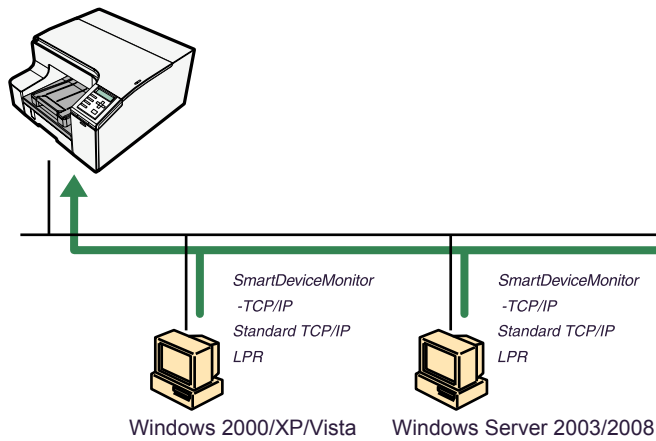 SmartDeviceMonitor
-TCP/IP
Standard TCP/IP
LPR
Windows 2000/XP/Vista
SmartDeviceMonitor
-TCP/IP
Standard TCP/IP
LPR
Windows Server 2003/2008